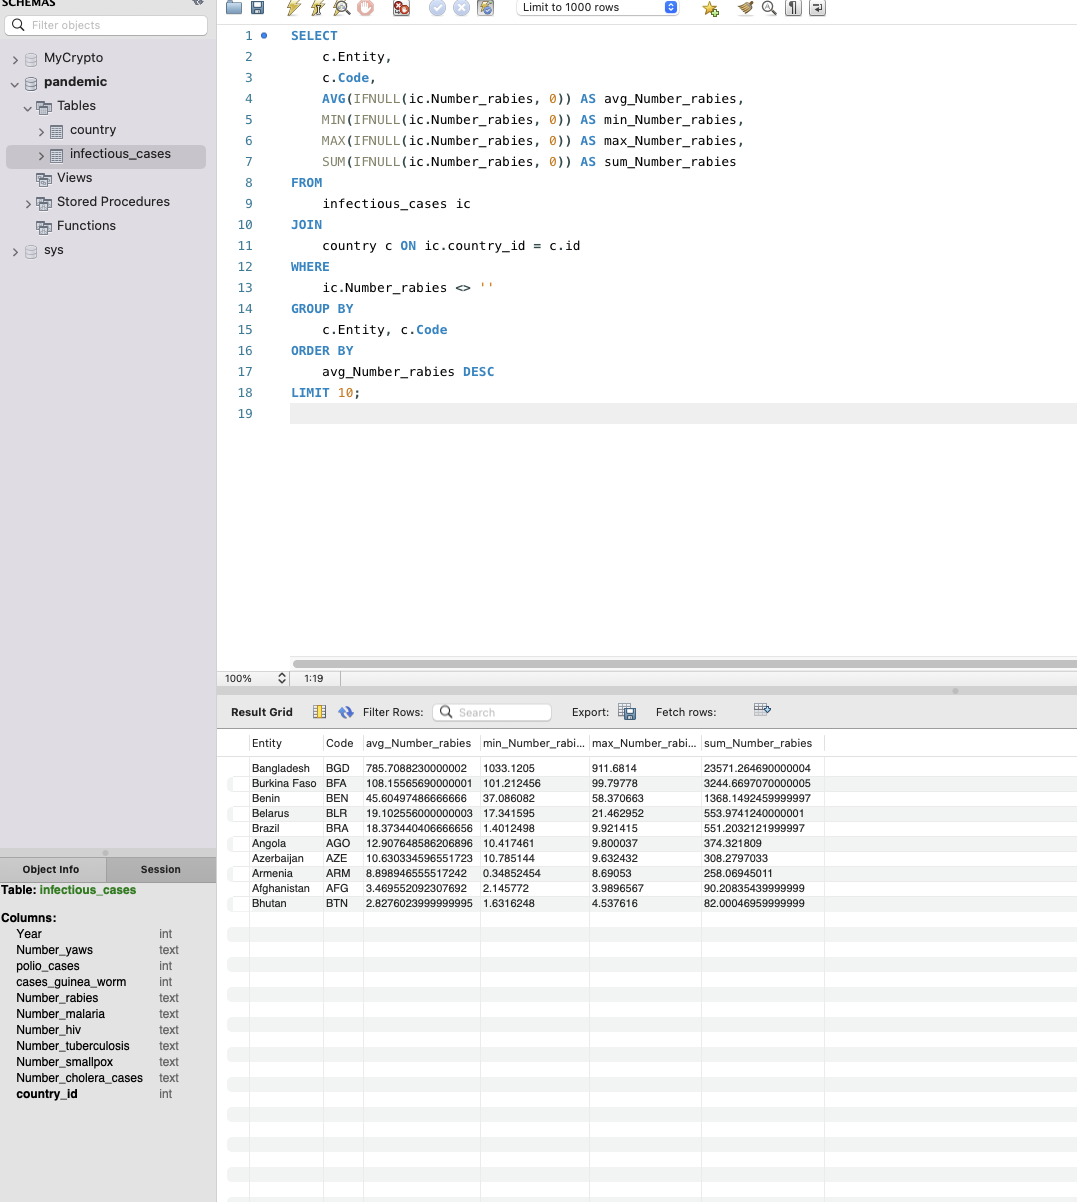 SCHEMAS
Filter objects
MyCrypto
pandemic
Tables
country
infectious_cases
Views
Stored Procedures
Functions
sys
Limit to 1000 rows
1 SELECT
2 c.Entity,
3 c.Code,
4 AVG(IFNULL(ic.Number_rabies, 0)) AS avg_Number_rabies,
5 MIN(IFNULL(ic.Number_rabies, 0)) AS min_Number_rabies,
6 MAX(IFNULL(ic.Number_rabies, 0)) AS max_Number_rabies,
7 SUM(IFNULL(ic.Number_rabies, 0)) AS sum_Number_rabies
8 FROM
9 infectious_cases ic
10 JOIN
11 country c ON ic.country_id = c.id
12 WHERE
13 ic.Number_rabies <> ''
14 GROUP BY
15 c.Entity, c.Code
16 ORDER BY
17 avg_Number_rabies DESC
18 LIMIT 10;
19
100% 1:19
Result Grid Filter Rows: Search Export: Fetch rows:
Entity Code avg_Number_rabies min_Number_rabi... max_Number_rabi... sum_Number_rabies
Bangladesh BGD 785.7088230000002 1033.1205 911.6814 23571.264690000004
Burkina Faso BFA 108.15565690000001 101.212456 99.79778 3244.6697070000005
Benin BEN 45.60497486666666 37.086082 58.370663 1368.1492459999997
Belarus BLR 19.102556000000003 17.341595 21.462952 553.9741240000001
Brazil BRA 18.373440406666656 1.4012498 9.921415 551.2032121999997
Angola AGO 12.907648586206896 10.417461 9.800037 374.321809
Azerbaijan AZE 10.630334596551723 10.785144 9.632432 308.2797033
Armenia ARM 8.898946555517242 0.34852454 8.69053 258.06945011
Afghanistan AFG 3.469552092307692 2.145772 3.9896567 90.20835439999999
Bhutan BTN 2.8276023999999995 1.6316248 4.537616 82.00046959999999
Object Info Session
Table: infectious_cases
Columns:
Year int
Number_yaws text
polio_cases int
cases_guinea_worm int
Number_rabies text
Number_malaria text
Number_hiv text
Number_tuberculosis text
Number_smallpox text
Number_cholera_cases text
country_id int